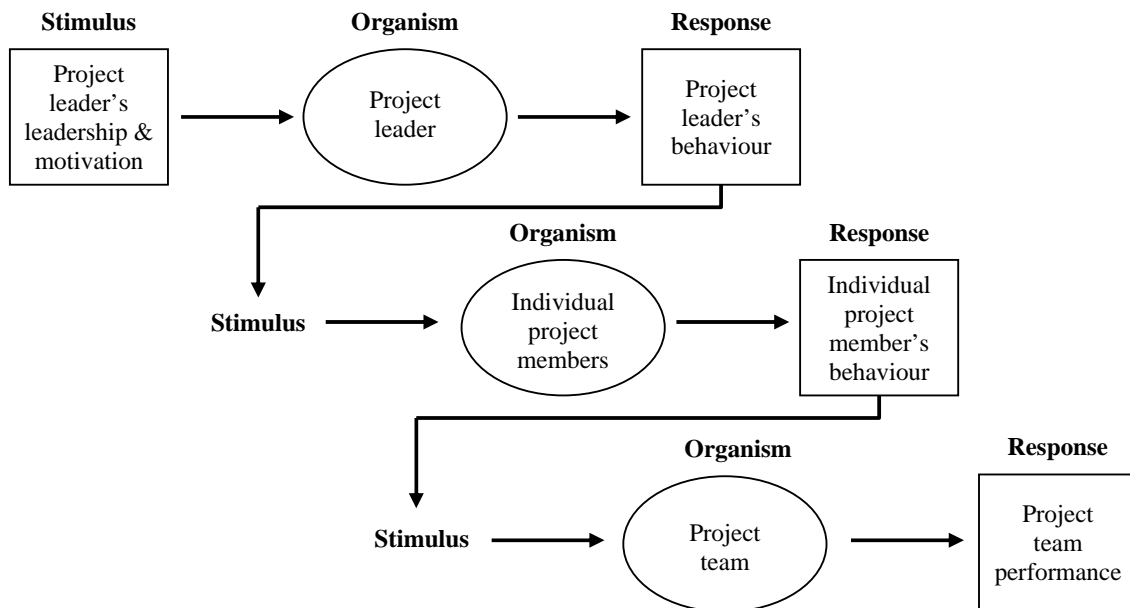 Stimulus
Organism
Response
Project
leader’s
leadership &
motivation
Project
leader
Project
leader’s
behaviour
Organism
Response
Stimulus
Individual
project
members
Individual
project
member’s
behaviour
Organism
Response
Stimulus
Project
team
Project
team
performance